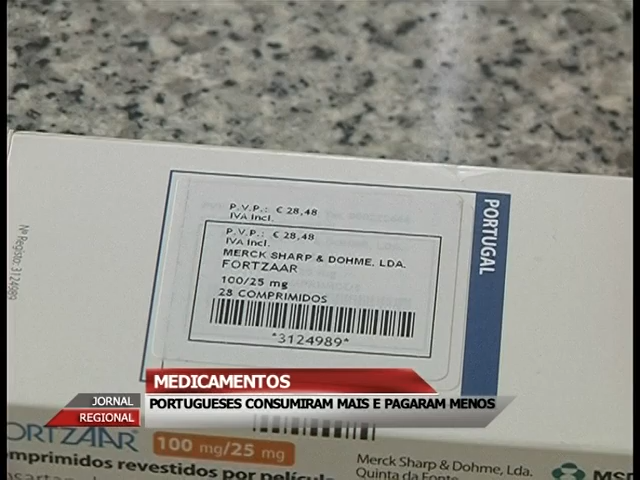 P.V.P.: € 28,48
IVA Incl.
P.V.P.: € 28,48
IVA Incl.
MERCK SHARP & DOHME, LDA.
FORTZAAR
100/25 mg
28 COMPRIMIDOS
*3124989*
PORTUGAL
Nº Registo: 3124989
MEDICAMENTOS
JORNAL
REGIONAL
PORTUGUESES CONSUMIRAM MAIS E PAGARAM MENOS
ORTZAAR
100 mg/25 mg
omprimidos revestidos por películ
Merck Sharp & Dohme, Lda.
Quinta da Fonte
MS